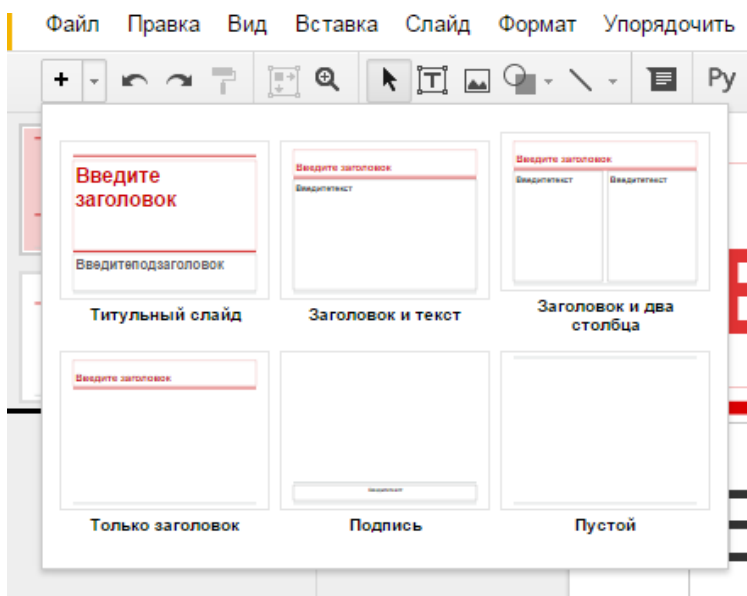 Файл Правка Вид Вставка Слайд Формат Упорядочить
Ру
Введите
заголовок
Введитеподзаголовок
Титульный слайд
Введите заголовок
Введитетекст
Заголовок и текст
Введите заголовок
Введитетекст Введитетекст
Заголовок и два
столбца
Введите заголовок
Только заголовок
Введитетекст
Подпись
Пустой